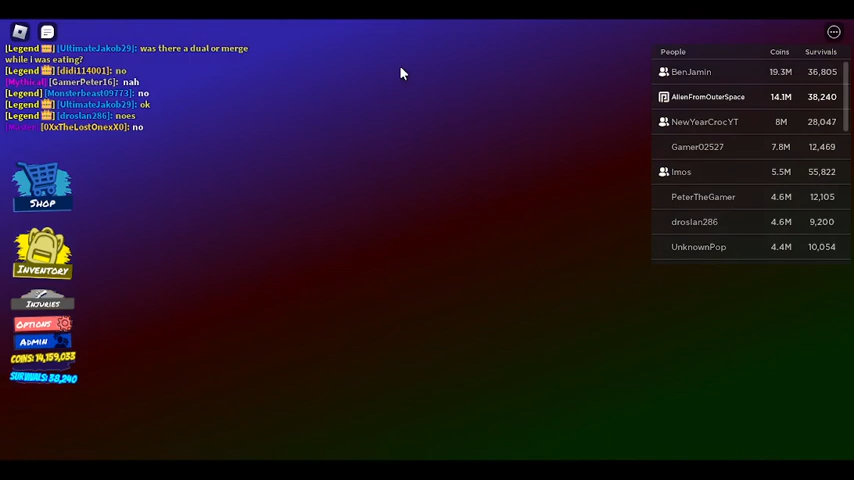 [Legend] [UltimateJakob29]: was there a dual or merge
while i was eating?
[Legend] [didi114001]: no
[Mythical] [GamerPeter16]: nah
[Legend] [Monsterbeast09773]: no
[Legend] [UltimateJakob29]: ok
[Legend] [droslan286]: noes
[Master] [0XxTheLostOnexX0]: no
SHOP
INVENTORY
INJURIES
OPTIONS
ADMIN
COINS: 14,159,033
SURVIVALS: 38,240
People Coins Survivals
BenJamin 19.3M 36,805
AlienFromOuterSpace 14.1M 38,240
NewYearCrocYT 8M 28,047
Gamer02527 7.8M 12,469
Imos 5.5M 55,822
PeterTheGamer 4.6M 12,105
droslan286 4.6M 9,200
UnknownPop 4.4M 10,054